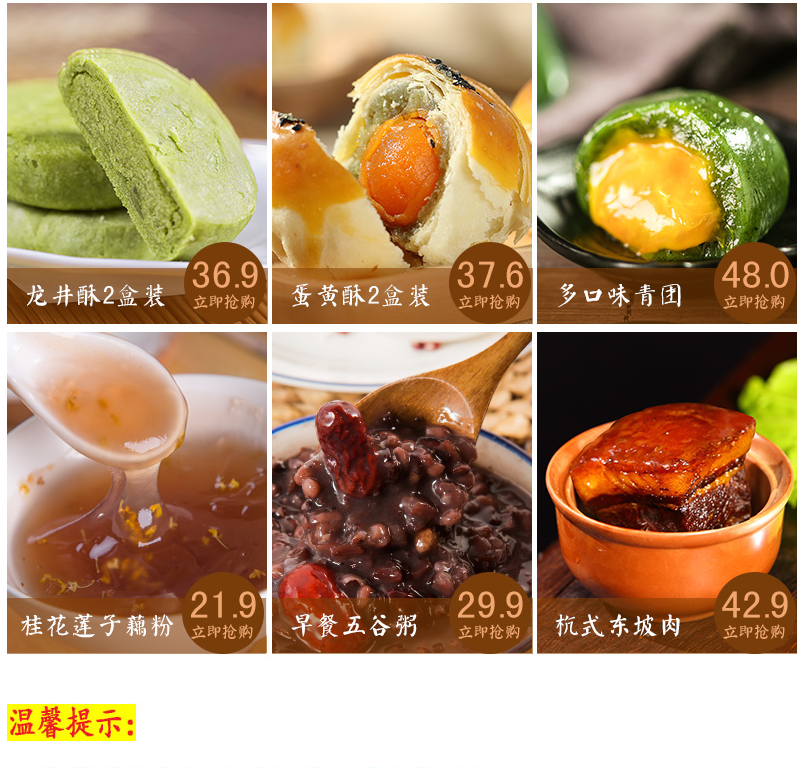 36.9
立即抢购
龙井酥2盒装
37.6
立即抢购
蛋黄酥2盒装
48.0
立即抢购
多口味青团
21.9
立即抢购
桂花莲子藕粉
29.9
立即抢购
早餐五谷粥
42.9
立即抢购
杭式东坡肉
温馨提示: